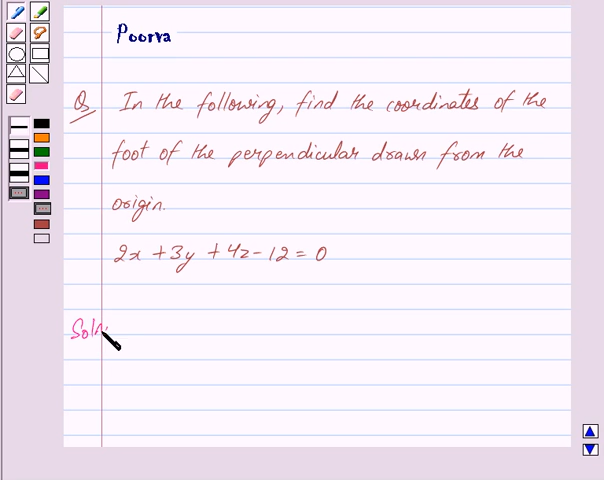 Poorva
Q In the following, find the coordinates of the
foot of the perpendicular drawn from the
origin.
2x + 3y + 4z - 12 = 0
Soln.